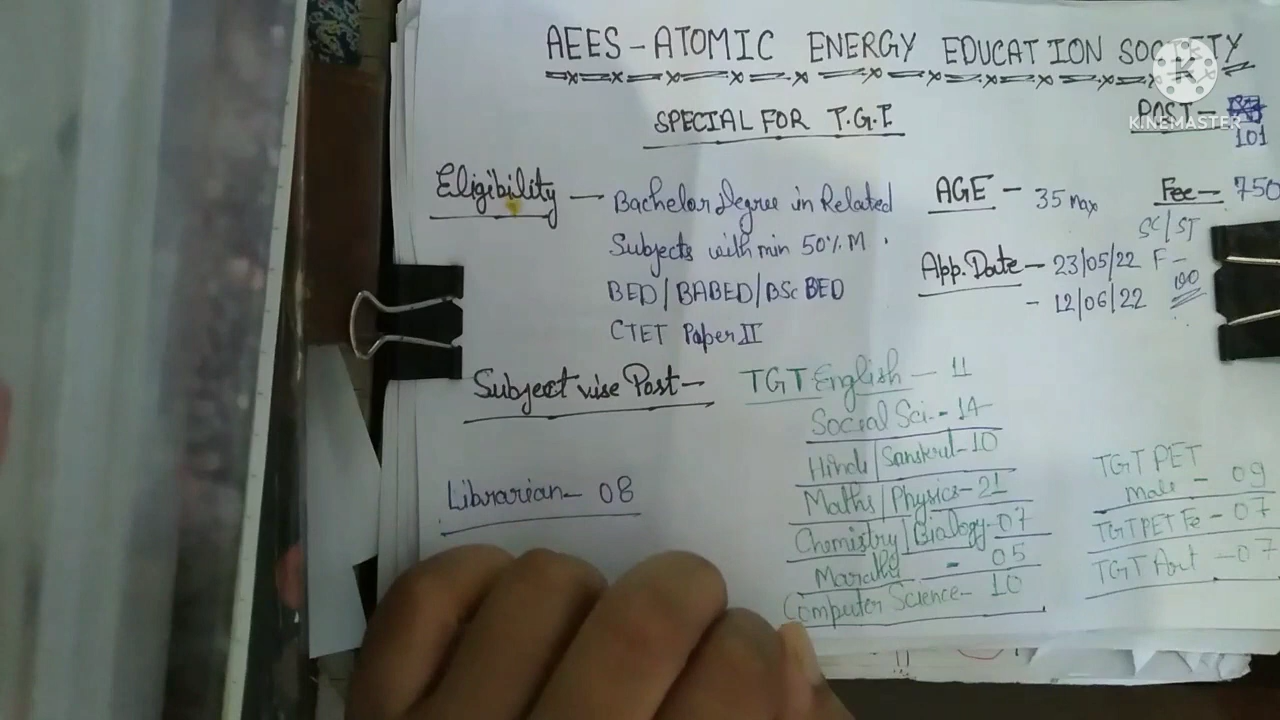 AEES-ATOMIC ENERGY EDUCATION SOCIETY
K
KINEMASTER
SPECIAL FOR T.G.T.
POST-
101
Eligibility — Bachelor Degree in Related
Subjects with min 50% M.
BED/BABED/BSc BED
CTET Paper II
AGE - 35 max
Fee - 750
SC/ST
F -
100
App. Date - 23/05/22
- 12/06/22
Subject wise Post-
TGT English - 11
Social Sci. - 14
Hindi/Sanskrit-10
Maths/Physics-21
Chemistry/Biology-07
Marathi - 05
Computer Science- 10
TGT PET
Male - 09
TGT PET Fe - 07
TGT Art - 07
Librarian- 08